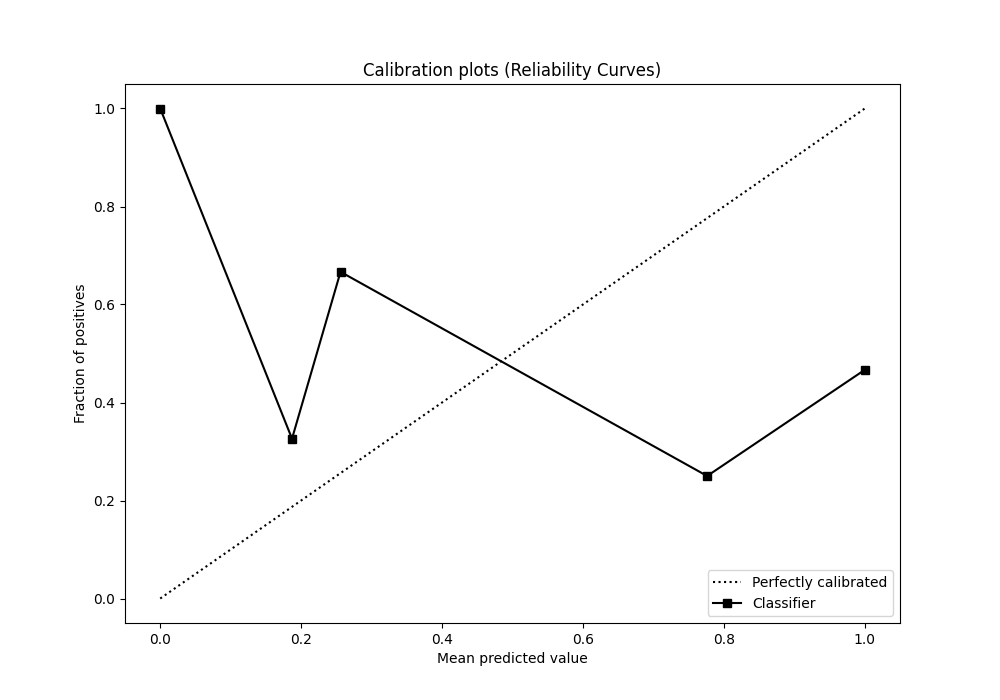 Calibration plots (Reliability Curves)
1.0
0.8
0.6
0.4
0.2
0.0
Fraction of positives
0.0 0.2 0.4 0.6 0.8 1.0
Mean predicted value
Perfectly calibrated
Classifier